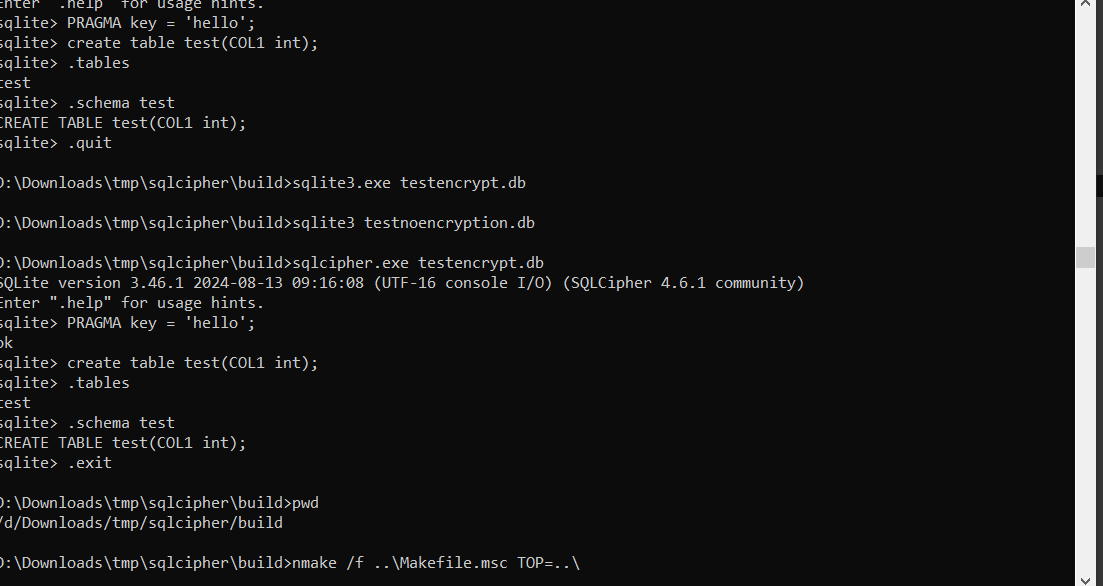 Enter ".help" for usage hints.
sqlite> PRAGMA key = 'hello';
sqlite> create table test(COL1 int);
sqlite> .tables
test
sqlite> .schema test
CREATE TABLE test(COL1 int);
sqlite> .quit
D:\Downloads\tmp\sqlcipher\build>sqlite3.exe testencrypt.db
D:\Downloads\tmp\sqlcipher\build>sqlite3 testnoencryption.db
D:\Downloads\tmp\sqlcipher\build>sqlcipher.exe testencrypt.db
SQLite version 3.46.1 2024-08-13 09:16:08 (UTF-16 console I/O) (SQLCipher 4.6.1 community)
Enter ".help" for usage hints.
sqlite> PRAGMA key = 'hello';
ok
sqlite> create table test(COL1 int);
sqlite> .tables
test
sqlite> .schema test
CREATE TABLE test(COL1 int);
sqlite> .exit
D:\Downloads\tmp\sqlcipher\build>pwd
/d/Downloads/tmp/sqlcipher/build
D:\Downloads\tmp\sqlcipher\build>nmake /f ..\Makefile.msc TOP=..\